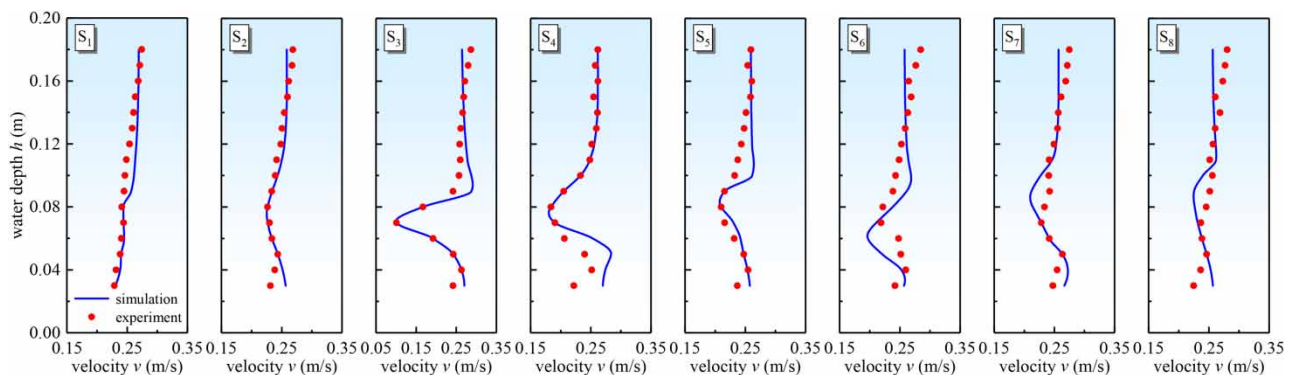 0.20
0.16
0.12
0.08
0.04
0.00
water depth h (m)
S1
S2
S3
S4
S5
S6
S7
S8
simulation
experiment
0.15 0.25 0.35
0.15 0.25 0.35
0.05 0.15 0.25 0.35
0.15 0.25 0.35
0.15 0.25 0.35
0.15 0.25 0.35
0.15 0.25 0.35
0.15 0.25 0.35
velocity v (m/s)
velocity v (m/s)
velocity v (m/s)
velocity v (m/s)
velocity v (m/s)
velocity v (m/s)
velocity v (m/s)
velocity v (m/s)